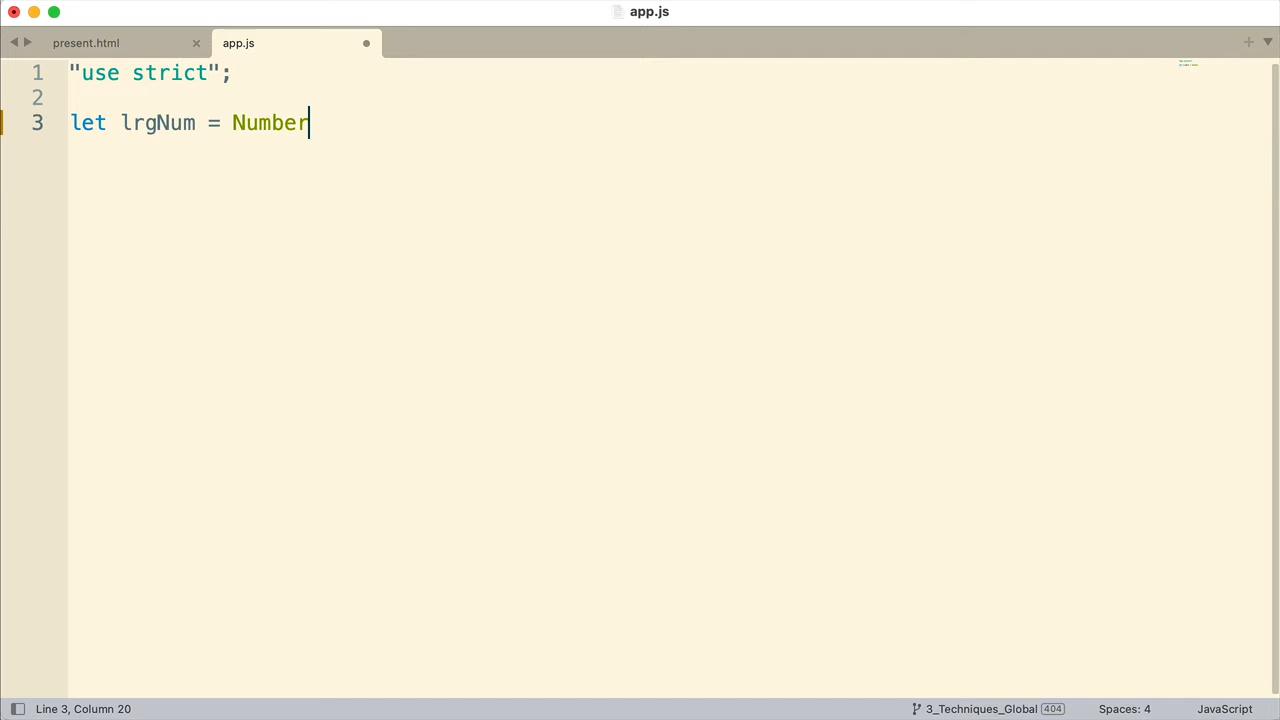 app.js
present.html
app.js
1 "use strict";
2
3 let lrgNum = Number
Line 3, Column 20
3_Techniques_Global 404
Spaces: 4
JavaScript